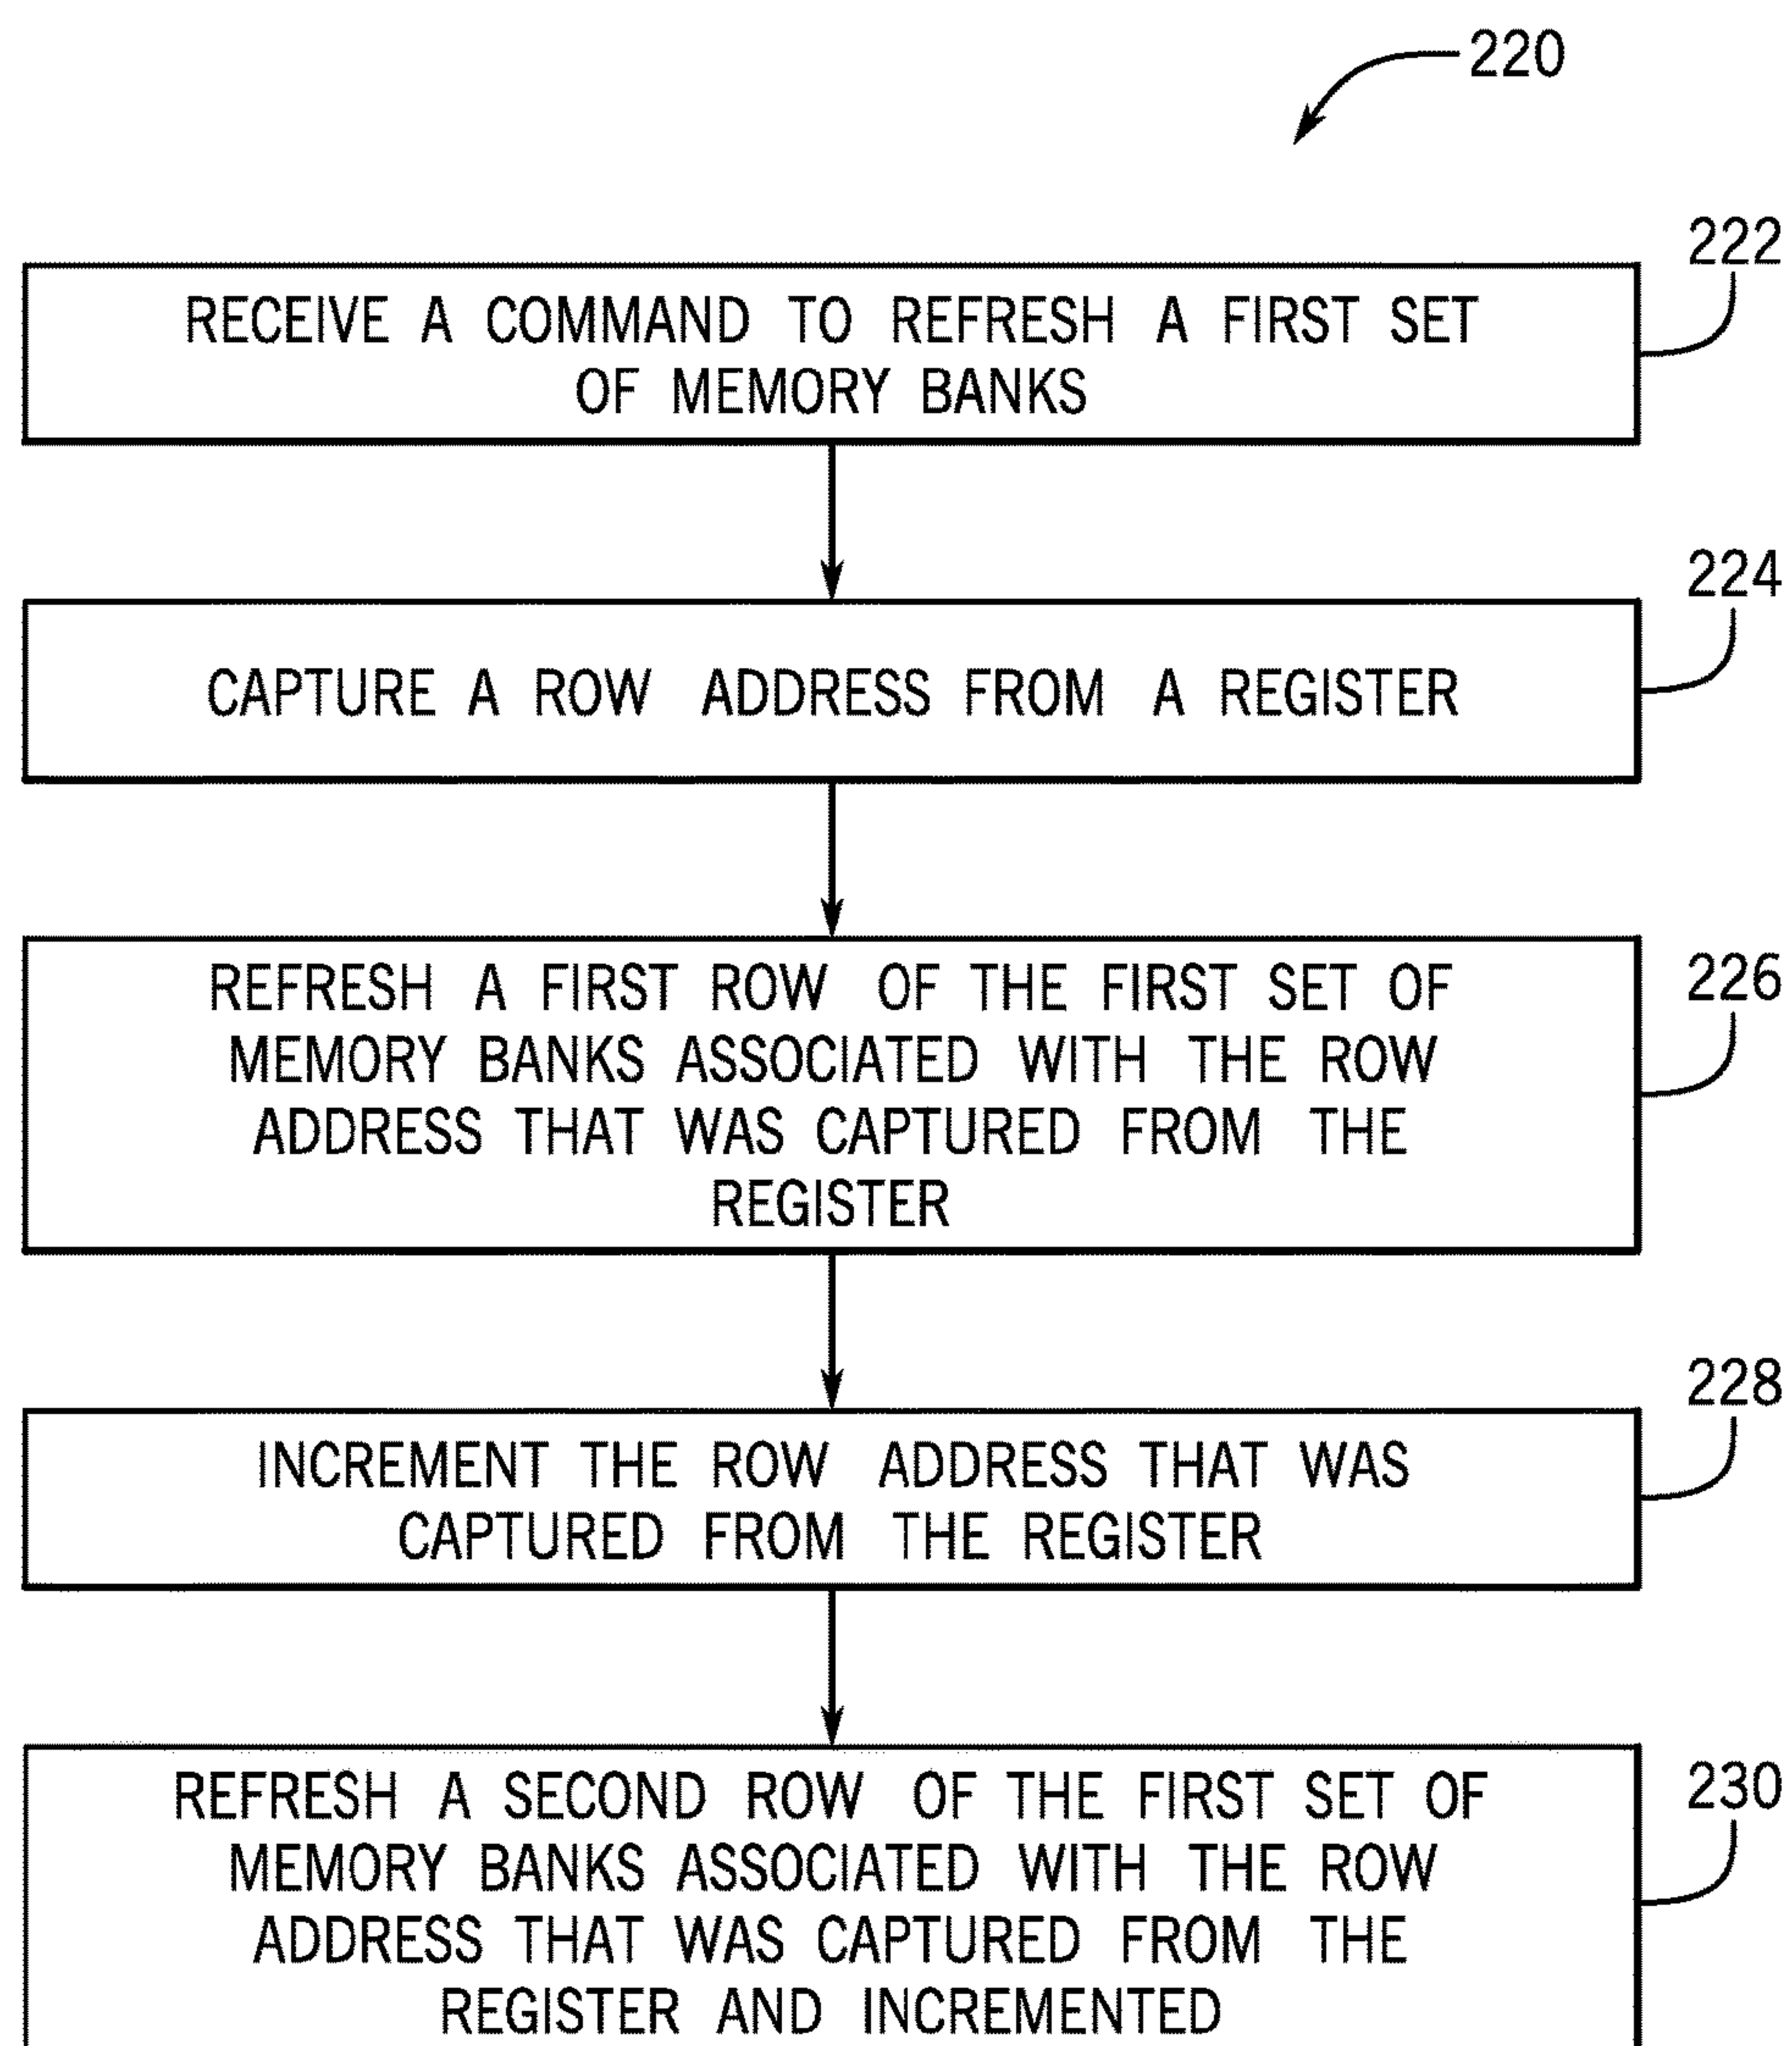 220
222
RECEIVE A COMMAND TO REFRESH A FIRST SET
OF MEMORY BANKS
224
CAPTURE A ROW ADDRESS FROM A REGISTER
226
REFRESH A FIRST ROW OF THE FIRST SET OF
MEMORY BANKS ASSOCIATED WITH THE ROW
ADDRESS THAT WAS CAPTURED FROM THE
REGISTER
228
INCREMENT THE ROW ADDRESS THAT WAS
CAPTURED FROM THE REGISTER
230
REFRESH A SECOND ROW OF THE FIRST SET OF
MEMORY BANKS ASSOCIATED WITH THE ROW
ADDRESS THAT WAS CAPTURED FROM THE
REGISTER AND INCREMENTED